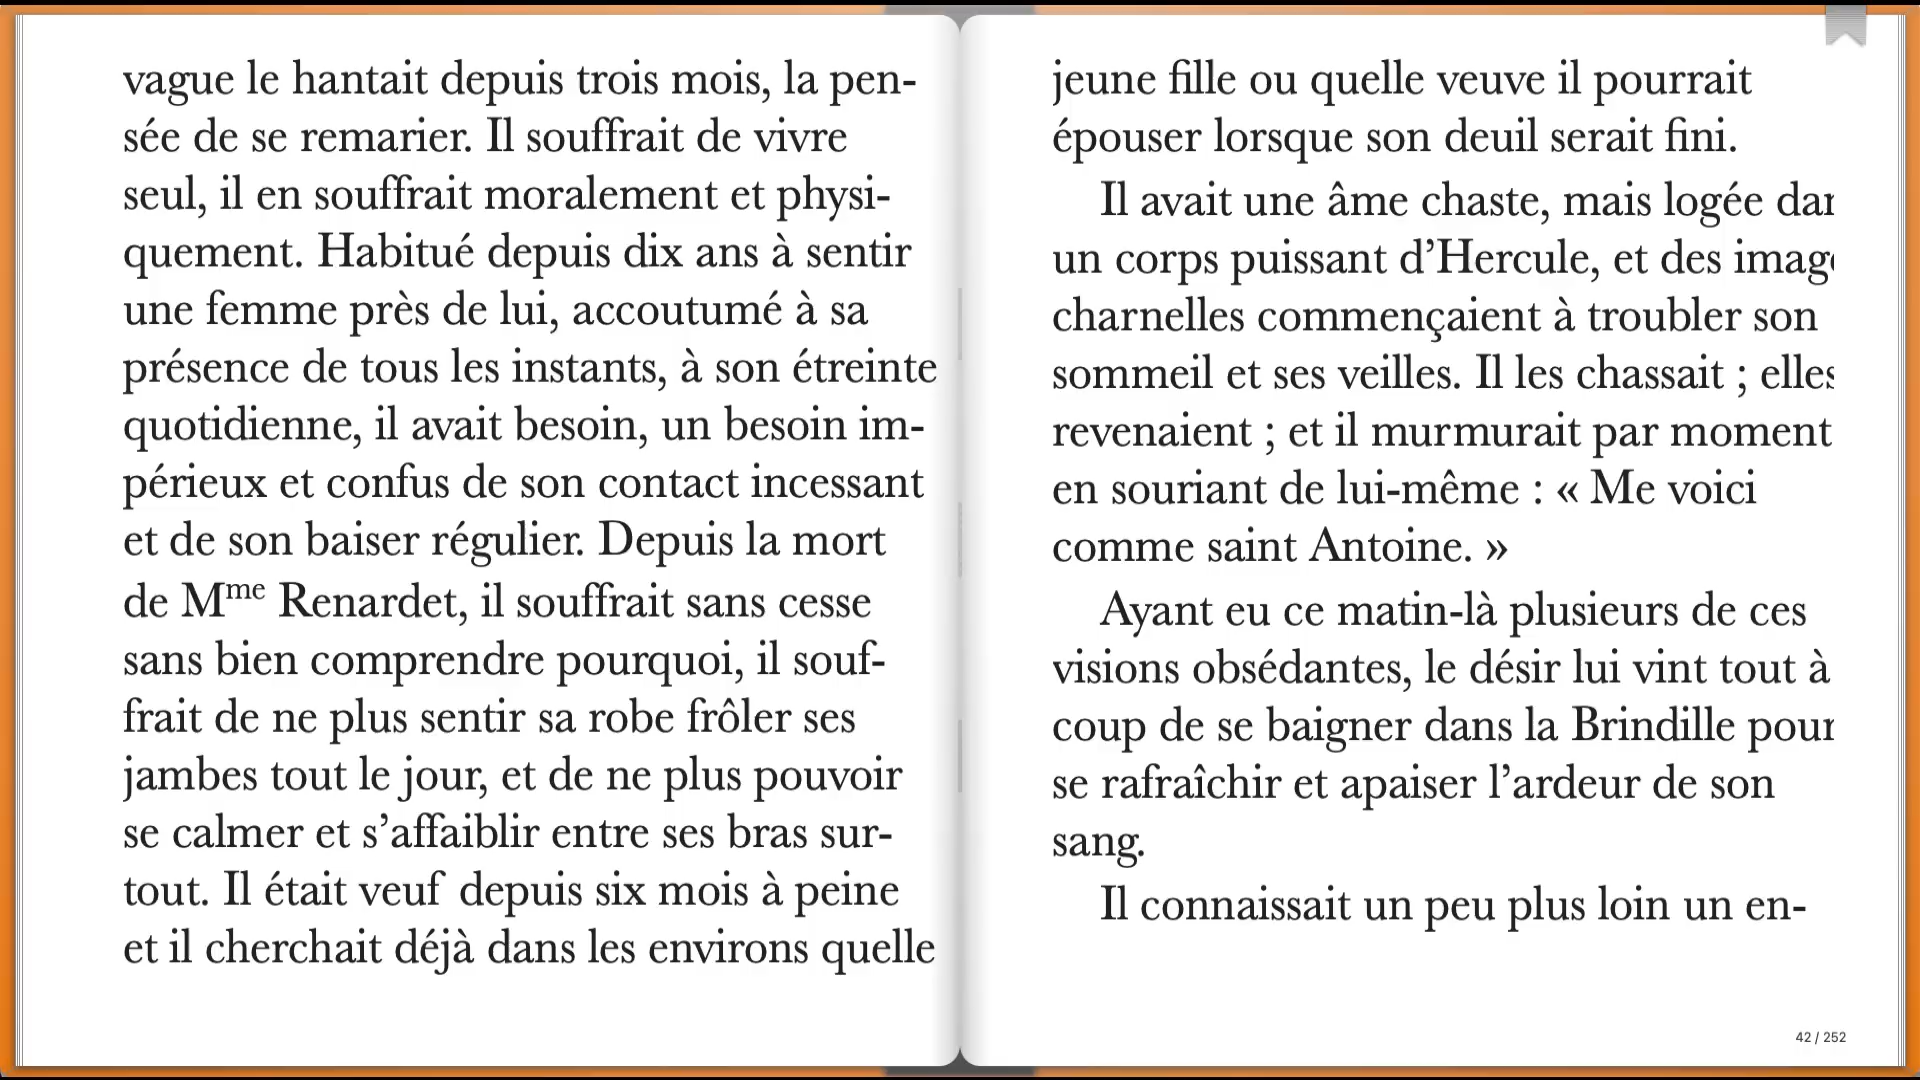 vague le hantait depuis trois mois, la pen-
sée de se remarier. Il souffrait de vivre
seul, il en souffrait moralement et physi-
quement. Habitué depuis dix ans à sentir
une femme près de lui, accoutumé à sa
présence de tous les instants, à son étreinte
quotidienne, il avait besoin, un besoin im-
périeux et confus de son contact incessant
et de son baiser régulier. Depuis la mort
de Mme Renardet, il souffrait sans cesse
sans bien comprendre pourquoi, il souf-
frait de ne plus sentir sa robe frôler ses
jambes tout le jour, et de ne plus pouvoir
se calmer et s’affaiblir entre ses bras sur-
tout. Il était veuf depuis six mois à peine
et il cherchait déjà dans les environs quelle
jeune fille ou quelle veuve il pourrait
épouser lorsque son deuil serait fini.
Il avait une âme chaste, mais logée dan
un corps puissant d’Hercule, et des image
charnelles commençaient à troubler son
sommeil et ses veilles. Il les chassait ; elles
revenaient ; et il murmurait par moment
en souriant de lui-même : « Me voici
comme saint Antoine. »
Ayant eu ce matin-là plusieurs de ces
visions obsédantes, le désir lui vint tout à
coup de se baigner dans la Brindille pour
se rafraîchir et apaiser l’ardeur de son
sang.
Il connaissait un peu plus loin un en-
42 / 252